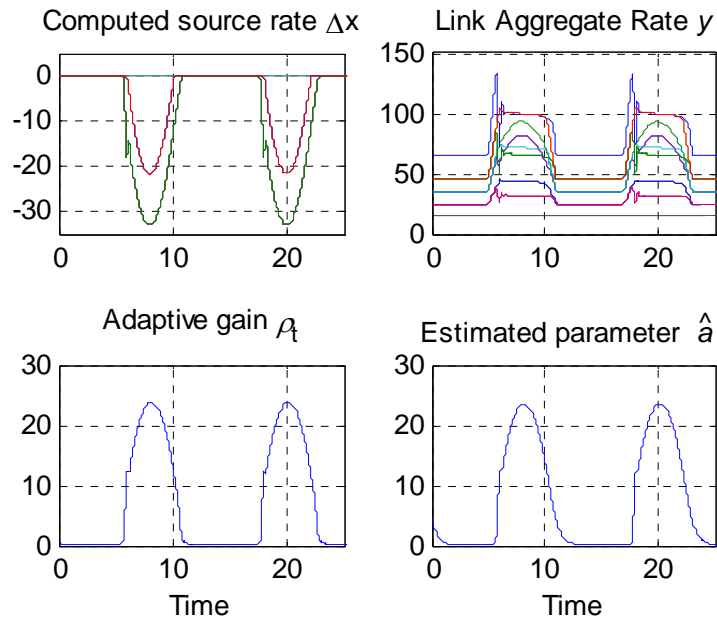 Computed source rate Δx
0
-10
-20
-30
0 10 20
Link Aggregate Rate y
150
100
50
0
0 10 20
Adaptive gain ρt
30
20
10
0
0 10 20
Time
Estimated parameter â
30
20
10
0
0 10 20
Time